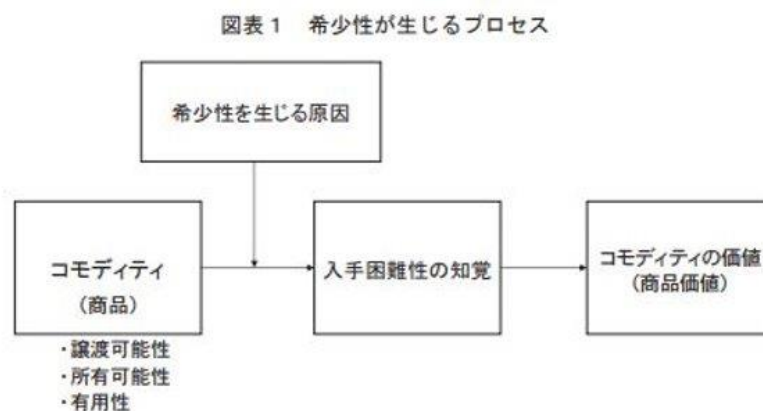 図表1 希少性が生じるプロセス
希少性を生じる原因
コモディティ
(商品)
入手困難性の知覚
コモディティの価値
(商品価値)
・譲渡可能性
・所有可能性
・有用性